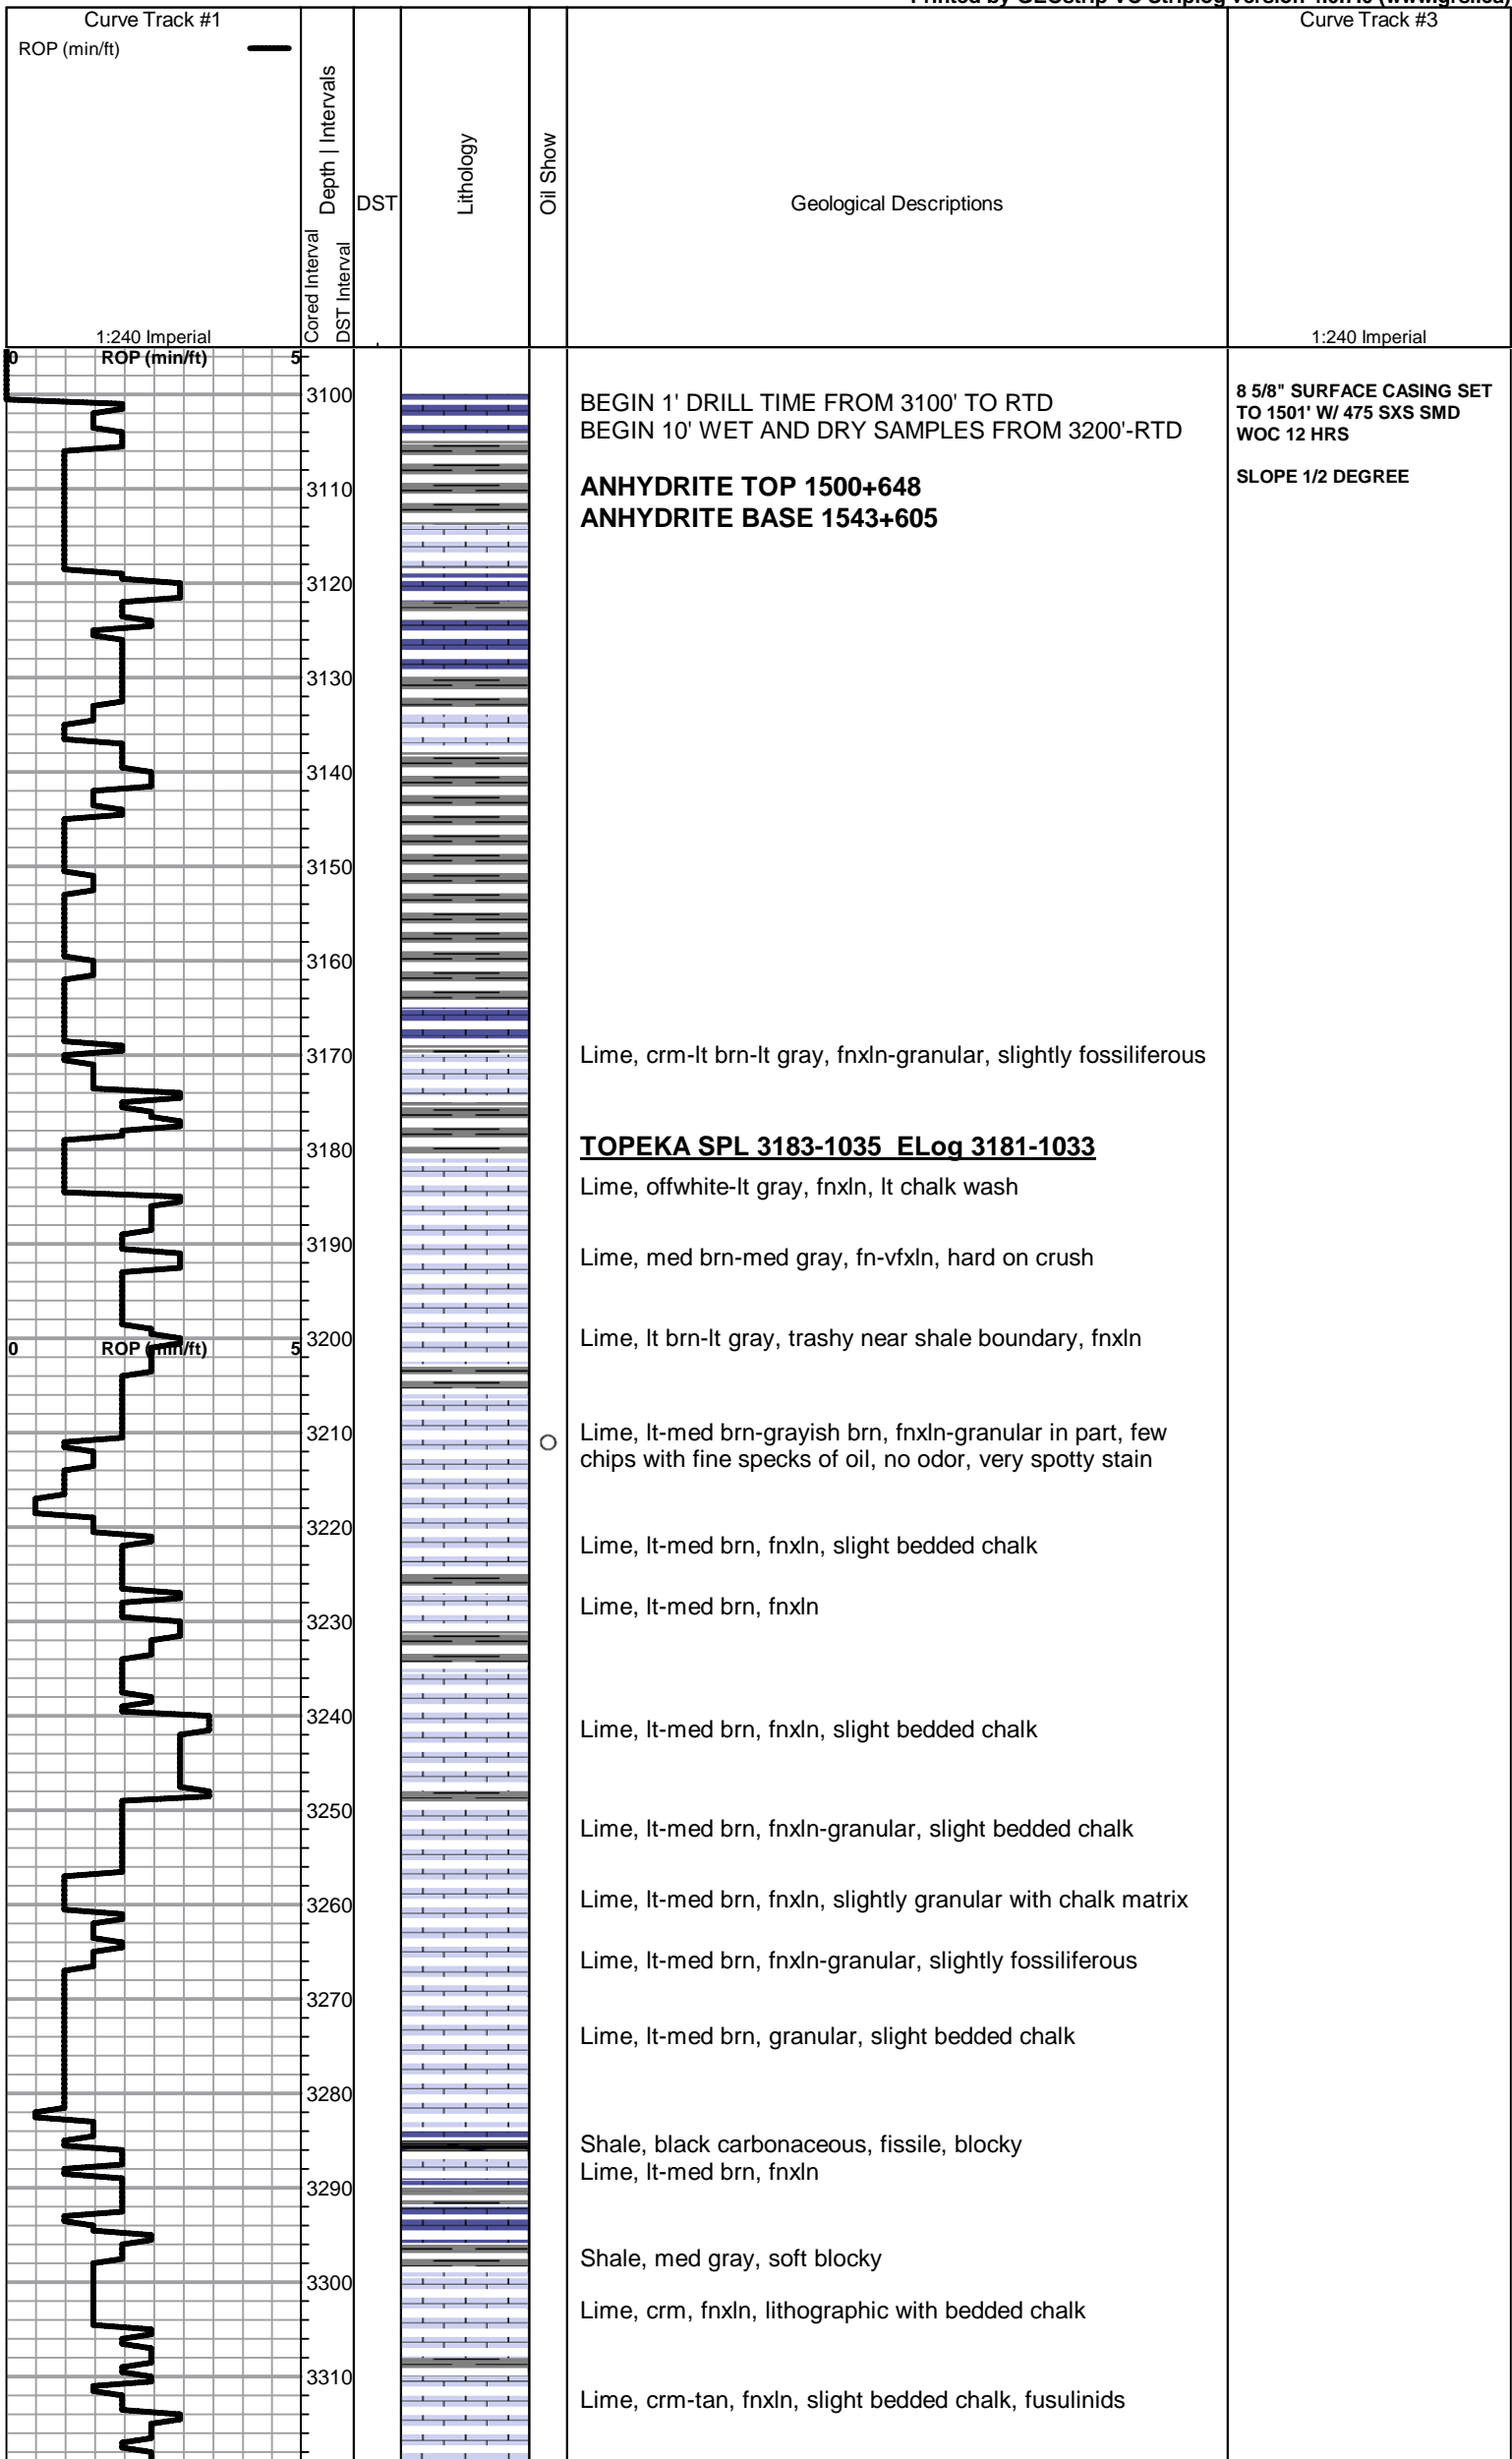 Curve Track #1
ROP (min/ft)
1:240 Imperial
Cored Interval
Depth | Intervals
DST Interval
DST
Lithology
Oil Show
Geological Descriptions
Curve Track #3
1:240 Imperial
0 ROP (min/ft) 5
3100
BEGIN 1' DRILL TIME FROM 3100' TO RTD
BEGIN 10' WET AND DRY SAMPLES FROM 3200'-RTD
8 5/8" SURFACE CASING SET
TO 1501' W/ 475 SXS SMD
WOC 12 HRS
SLOPE 1/2 DEGREE
3110
ANHYDRITE TOP 1500+648
ANHYDRITE BASE 1543+605
3120
3130
3140
3150
3160
3170
Lime, crm-lt brn-lt gray, fnxln-granular, slightly fossiliferous
3180
TOPEKA SPL 3183-1035 ELog 3181-1033
Lime, offwhite-lt gray, fnxln, lt chalk wash
3190
Lime, med brn-med gray, fn-vfxln, hard on crush
3200
Lime, lt brn-lt gray, trashy near shale boundary, fnxln
0 ROP (min/ft) 5
3210
Lime, lt-med brn-grayish brn, fnxln-granular in part, few
chips with fine specks of oil, no odor, very spotty stain
3220
Lime, lt-med brn, fnxln, slight bedded chalk
Lime, lt-med brn, fnxln
3230
3240
Lime, lt-med brn, fnxln, slight bedded chalk
3250
Lime, lt-med brn, fnxln-granular, slight bedded chalk
3260
Lime, lt-med brn, fnxln, slightly granular with chalk matrix
Lime, lt-med brn, fnxln-granular, slightly fossiliferous
3270
Lime, lt-med brn, granular, slight bedded chalk
3280
Shale, black carbonaceous, fissile, blocky
Lime, lt-med brn, fnxln
3290
Shale, med gray, soft blocky
3300
Lime, crm, fnxln, lithographic with bedded chalk
3310
Lime, crm-tan, fnxln, slight bedded chalk, fusulinids